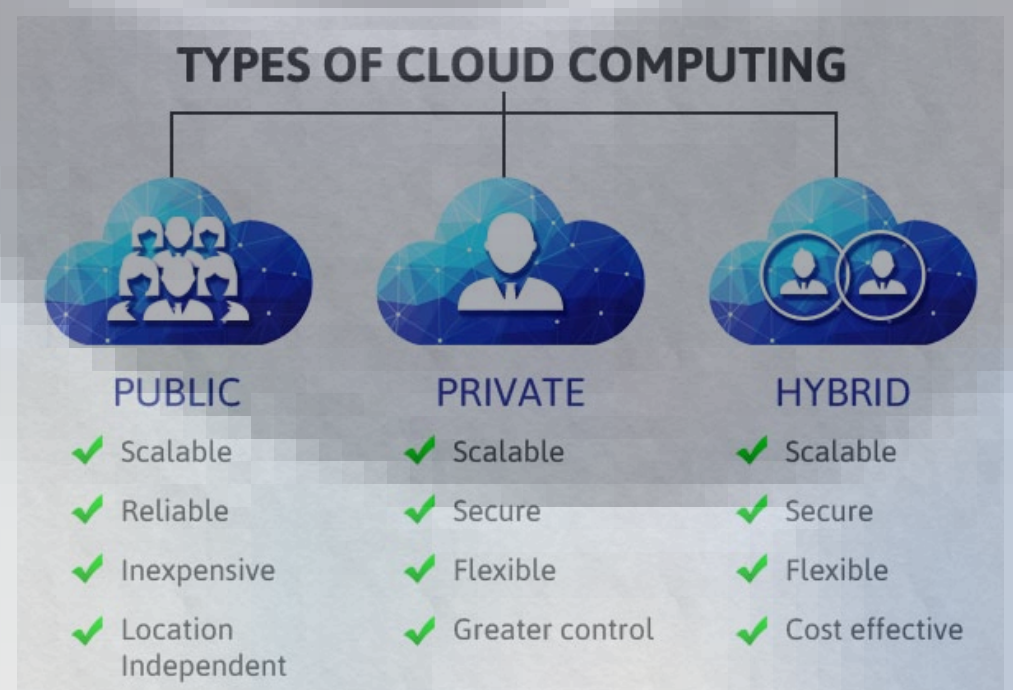 TYPES OF CLOUD COMPUTING
PUBLIC
Scalable
Reliable
Inexpensive
Location
Independent
PRIVATE
Scalable
Secure
Flexible
Greater control
HYBRID
Scalable
Secure
Flexible
Cost effective